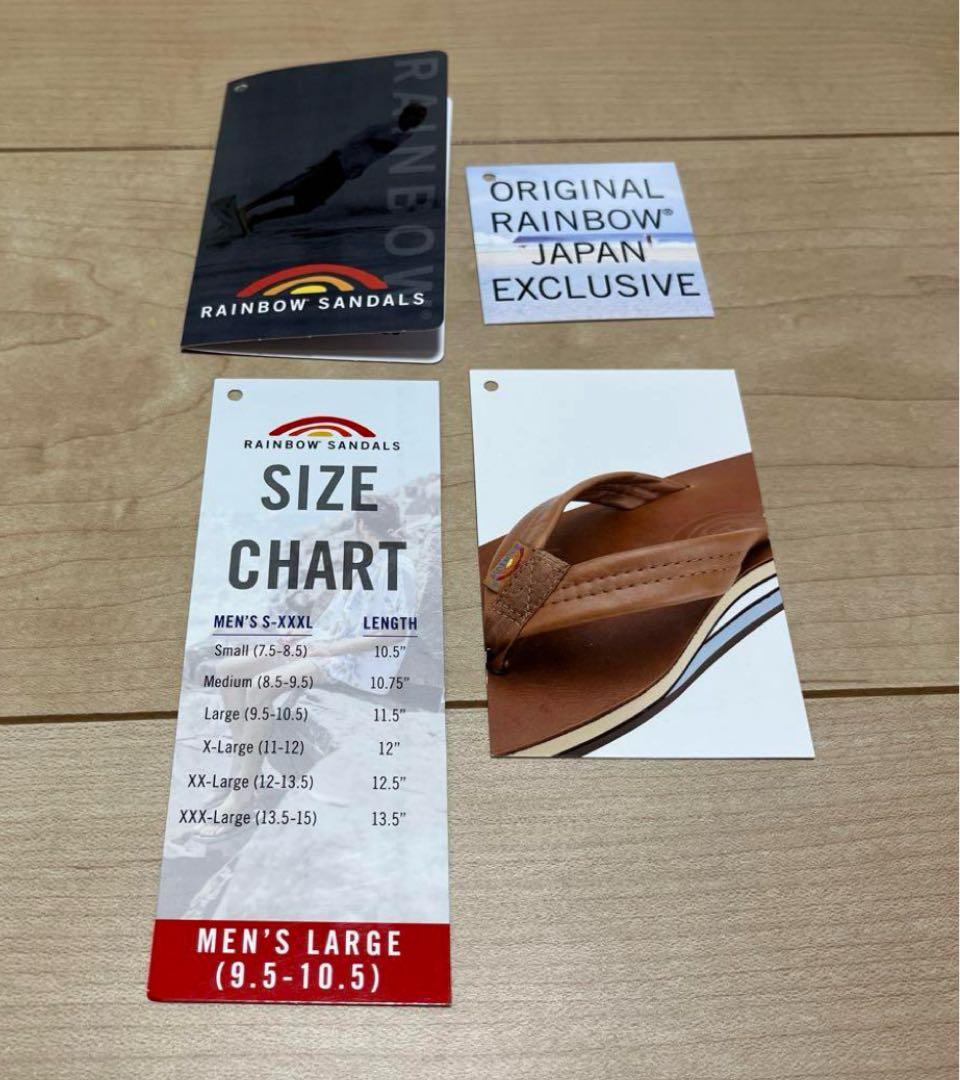 RAINBOW
RAINBOW SANDALS
ORIGINAL
RAINBOW®
JAPAN
EXCLUSIVE
RAINBOW SANDALS
SIZE
CHART
MEN'S S-XXXL LENGTH
Small (7.5-8.5) 10.5"
Medium (8.5-9.5) 10.75"
Large (9.5-10.5) 11.5"
X-Large (11-12) 12"
XX-Large (12-13.5) 12.5"
XXX-Large (13.5-15) 13.5"
MEN'S LARGE
(9.5-10.5)